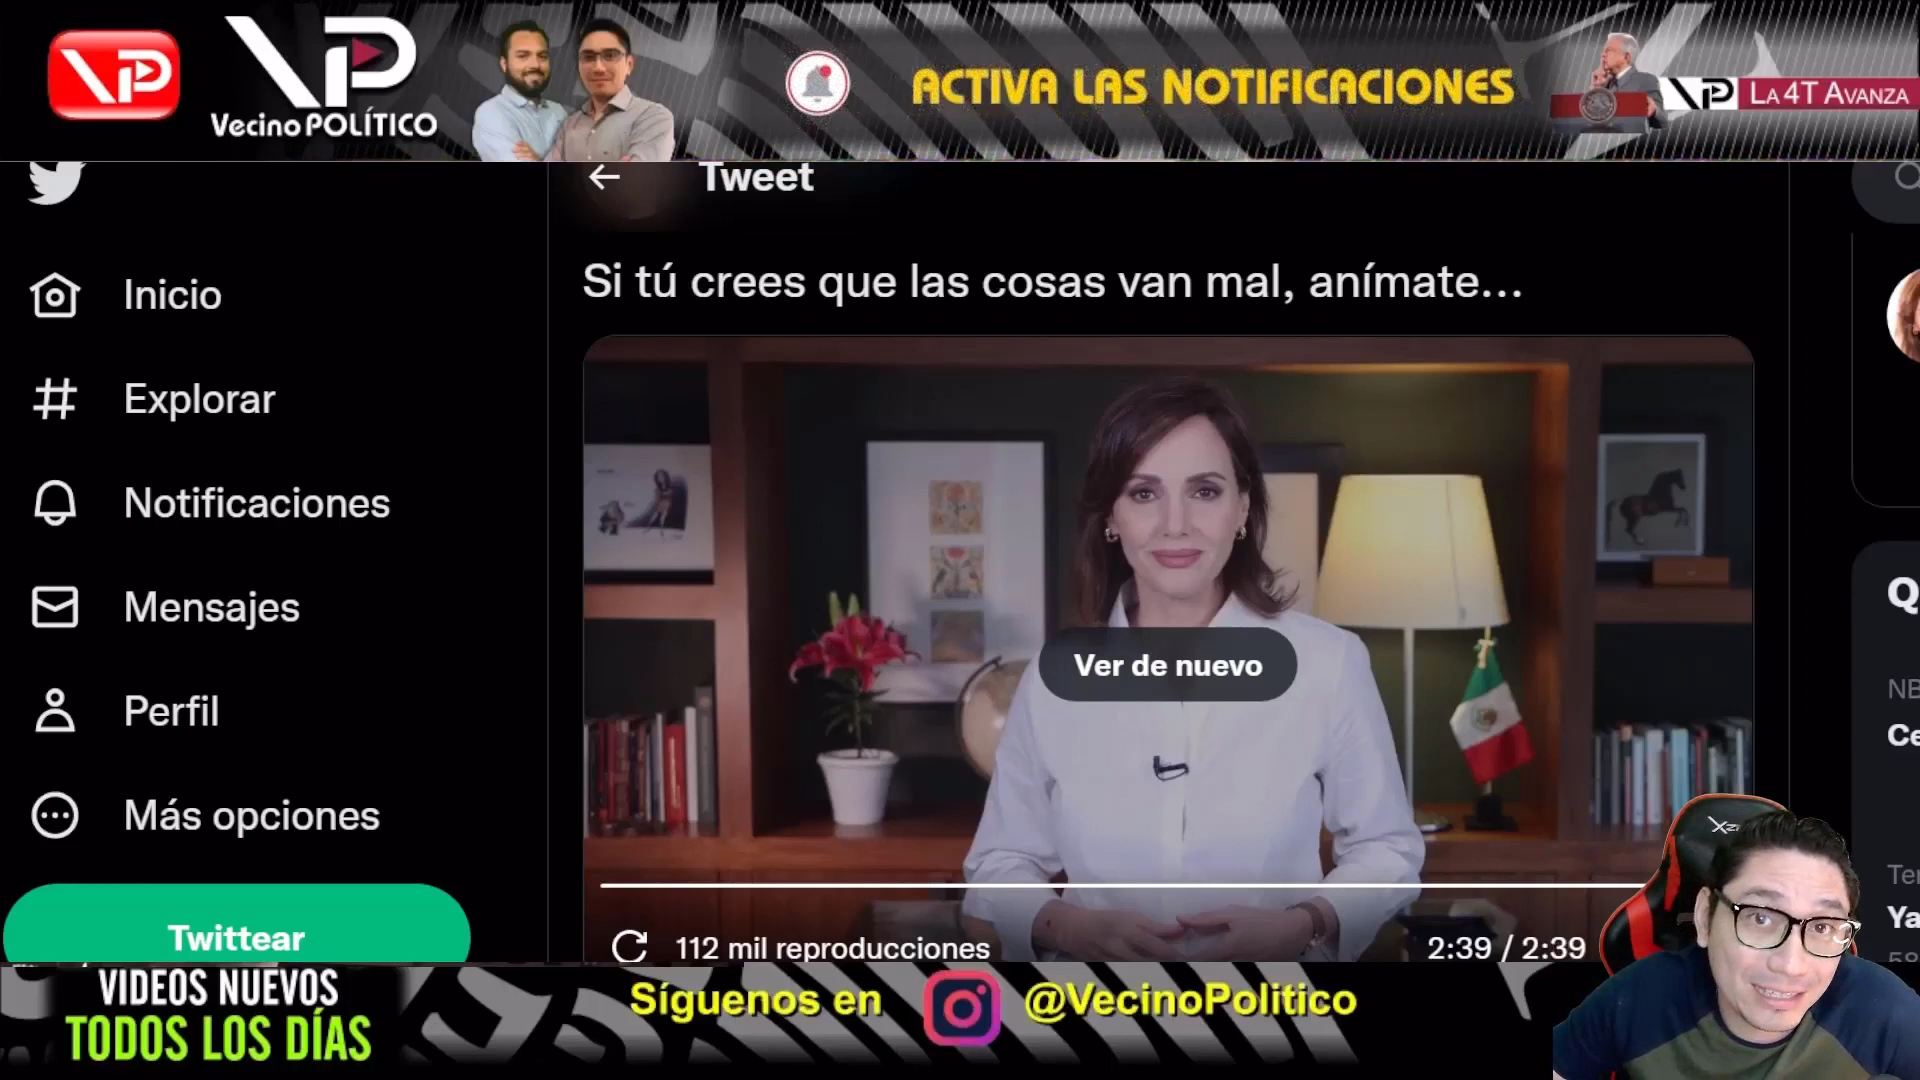 VP
VP
Vecino POLÍTICO
ACTIVA LAS NOTIFICACIONES
VP LA 4T AVANZA
Tweet
Si tú crees que las cosas van mal, anímate...
Inicio
Explorar
Notificaciones
Mensajes
Perfil
Más opciones
Twittear
Ver de nuevo
112 mil reproducciones
2:39 / 2:39
VIDEOS NUEVOS
TODOS LOS DÍAS
Síguenos en @VecinoPolitico